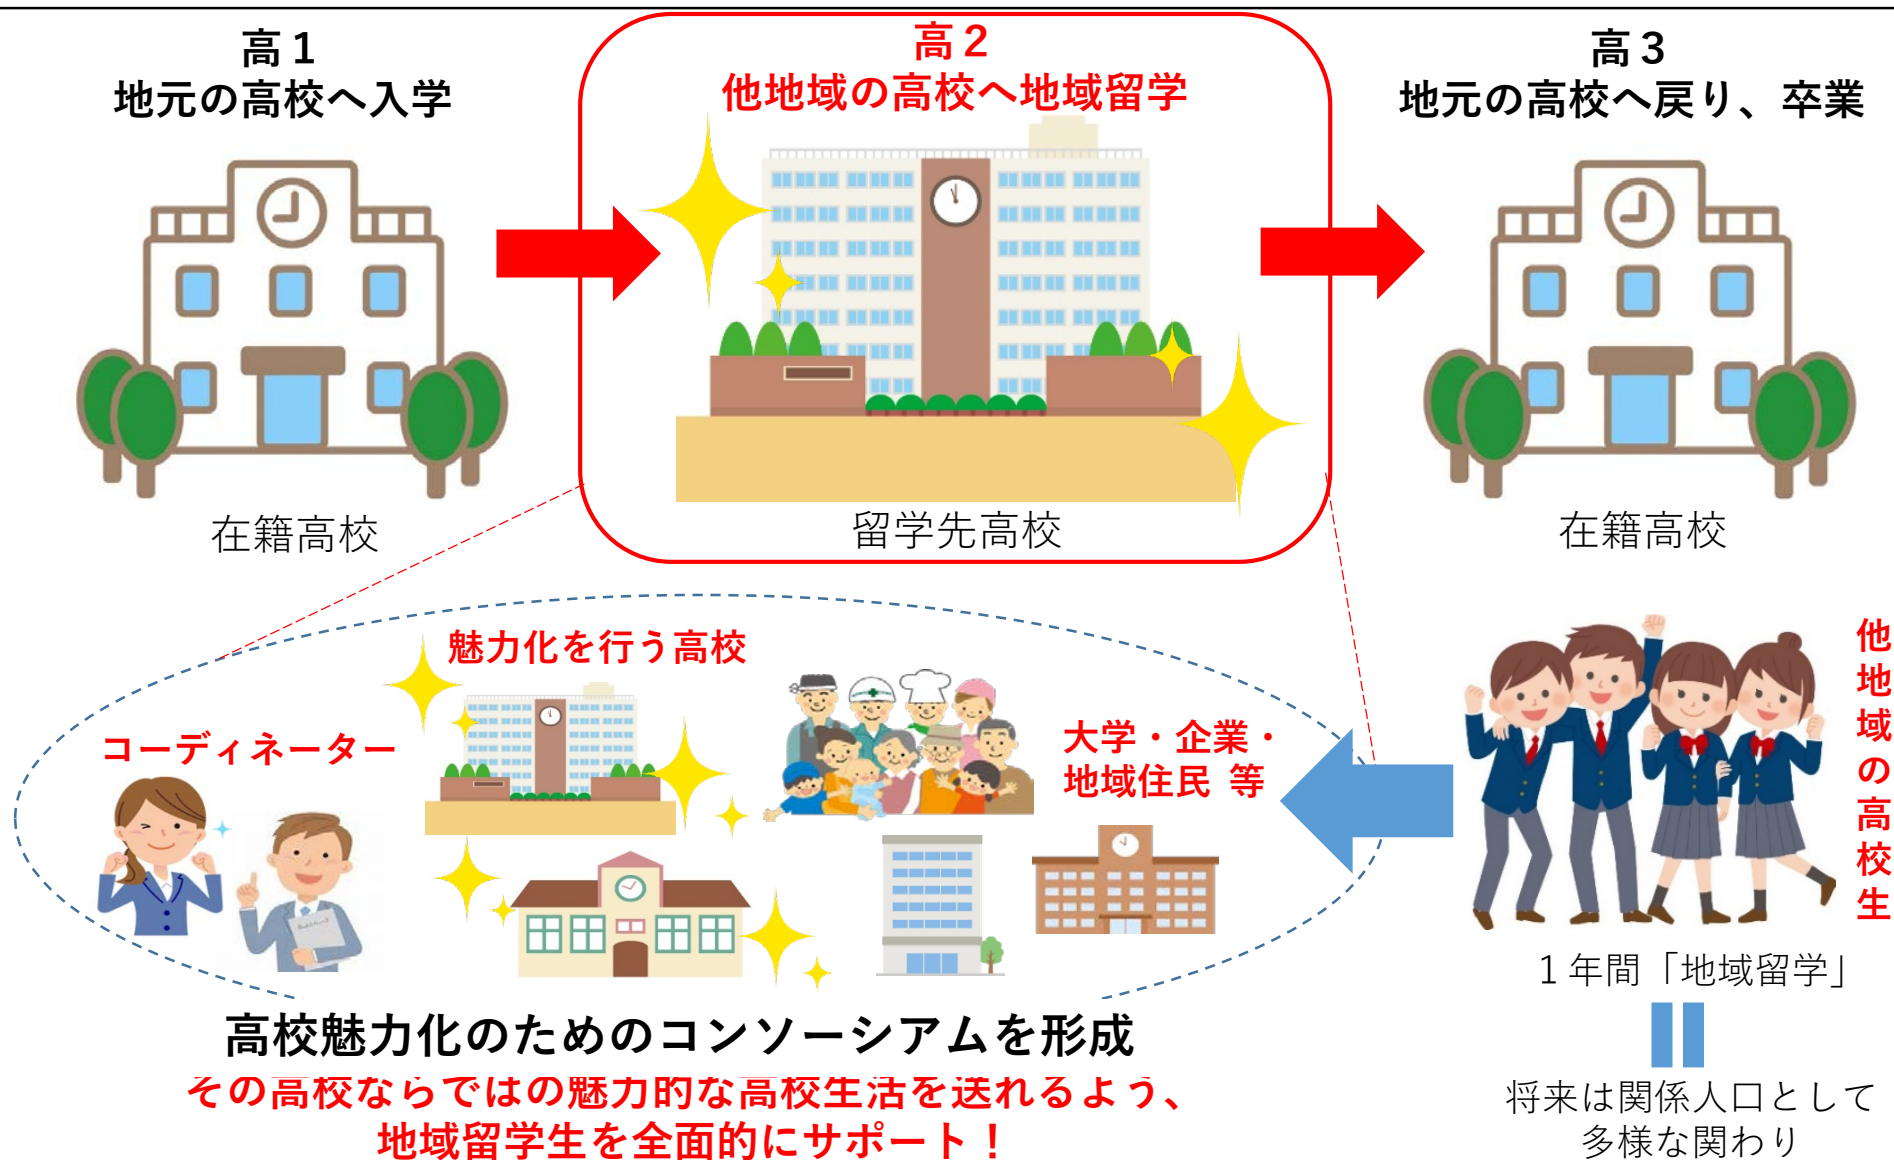 高１
地元の高校へ入学
高２
他地域の高校へ地域留学
高３
地元の高校へ戻り、卒業
在籍高校
留学先高校
在籍高校
魅力化を行う高校
コーディネーター
大学・企業・
地域住民 等
他地域の高校生
１年間「地域留学」
将来は関係人口として
多様な関わり
高校魅力化のためのコンソーシアムを形成
その高校ならではの魅力的な高校生活を送れるよう、
地域留学生を全面的にサポート！